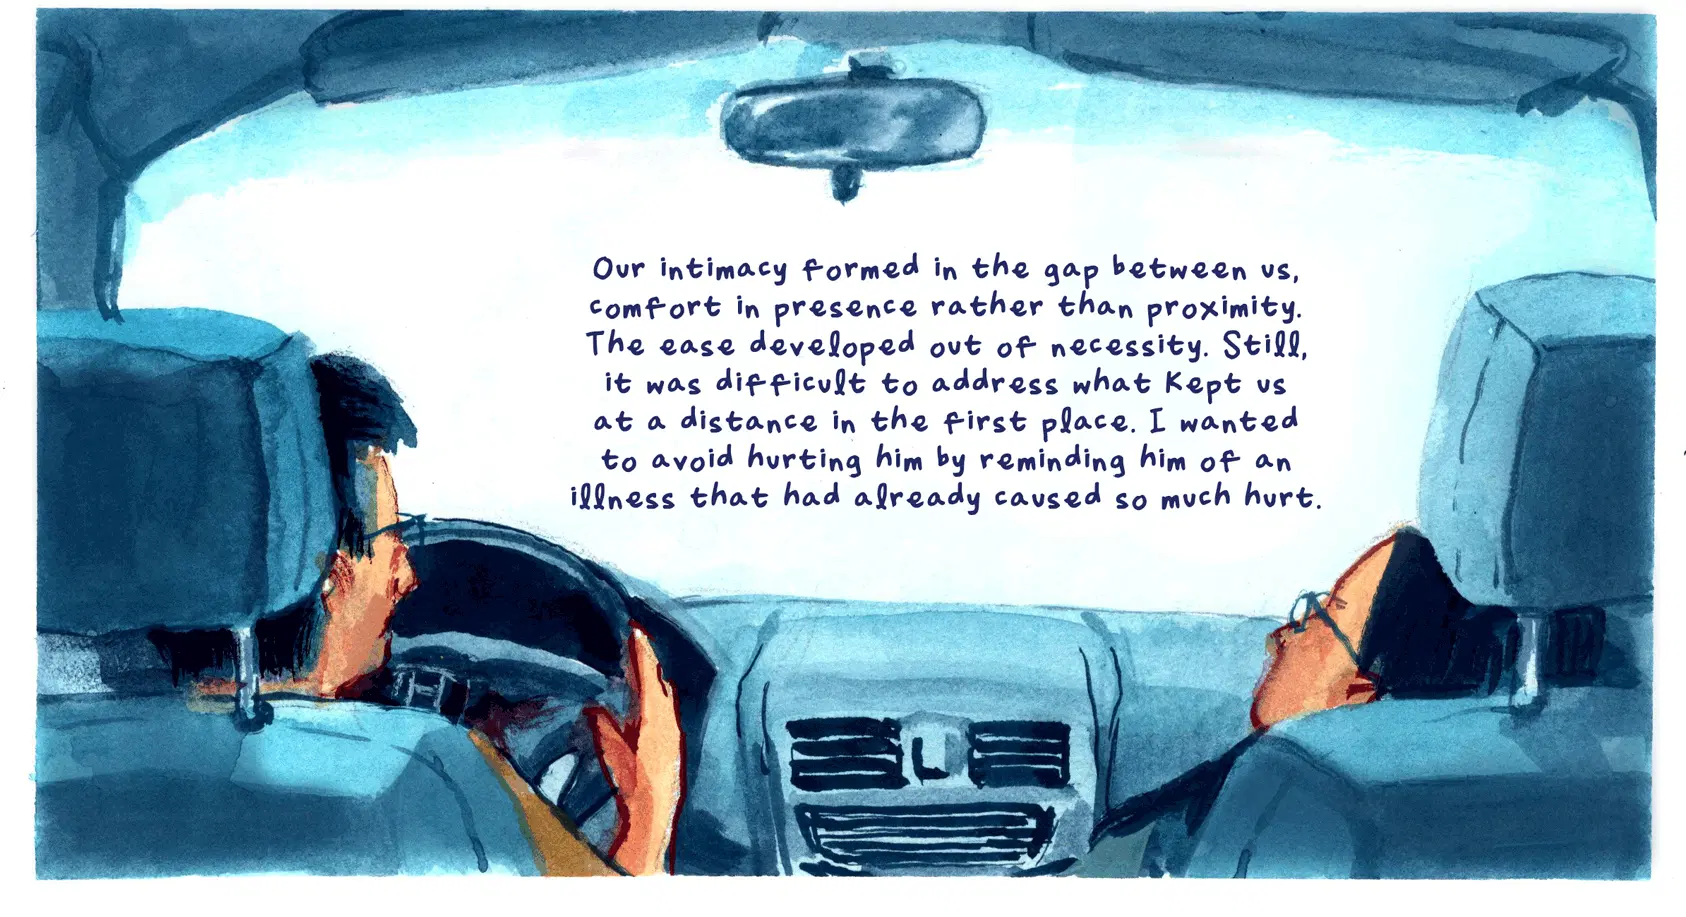 Our intimacy formed in the gap between us,
comfort in presence rather than proximity.
The ease developed out of necessity. Still,
it was difficult to address what kept us
at a distance in the first place. I wanted
to avoid hurting him by reminding him of an
illness that had already caused so much hurt.